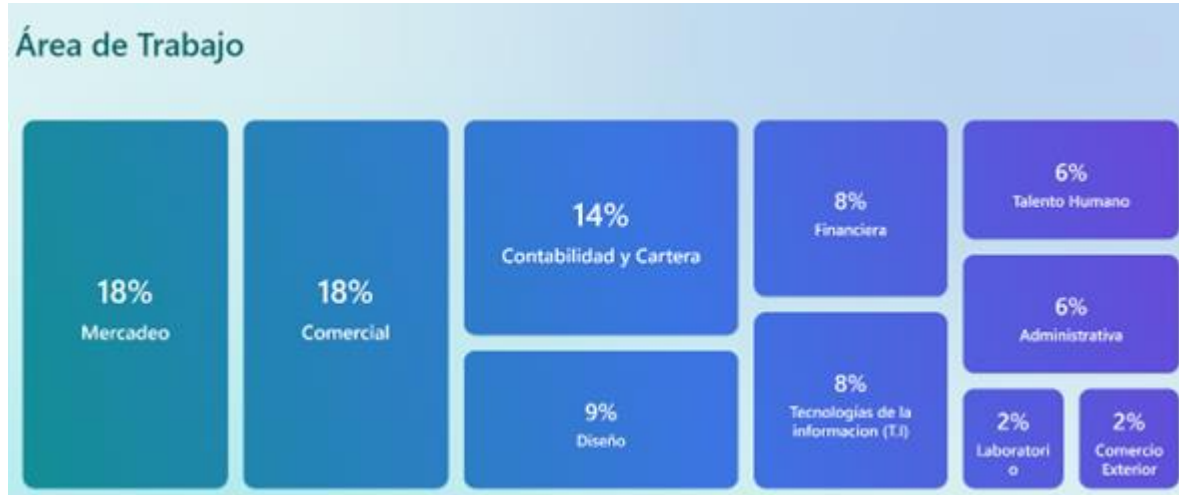 Área de Trabajo
18%
Mercadeo
18%
Comercial
14%
Contabilidad y Cartera
9%
Diseño
8%
Financiera
8%
Tecnologías de la
informacion (T.I)
6%
Talento Humano
6%
Administrativa
2%
Laboratori
o
2%
Comercio
Exterior